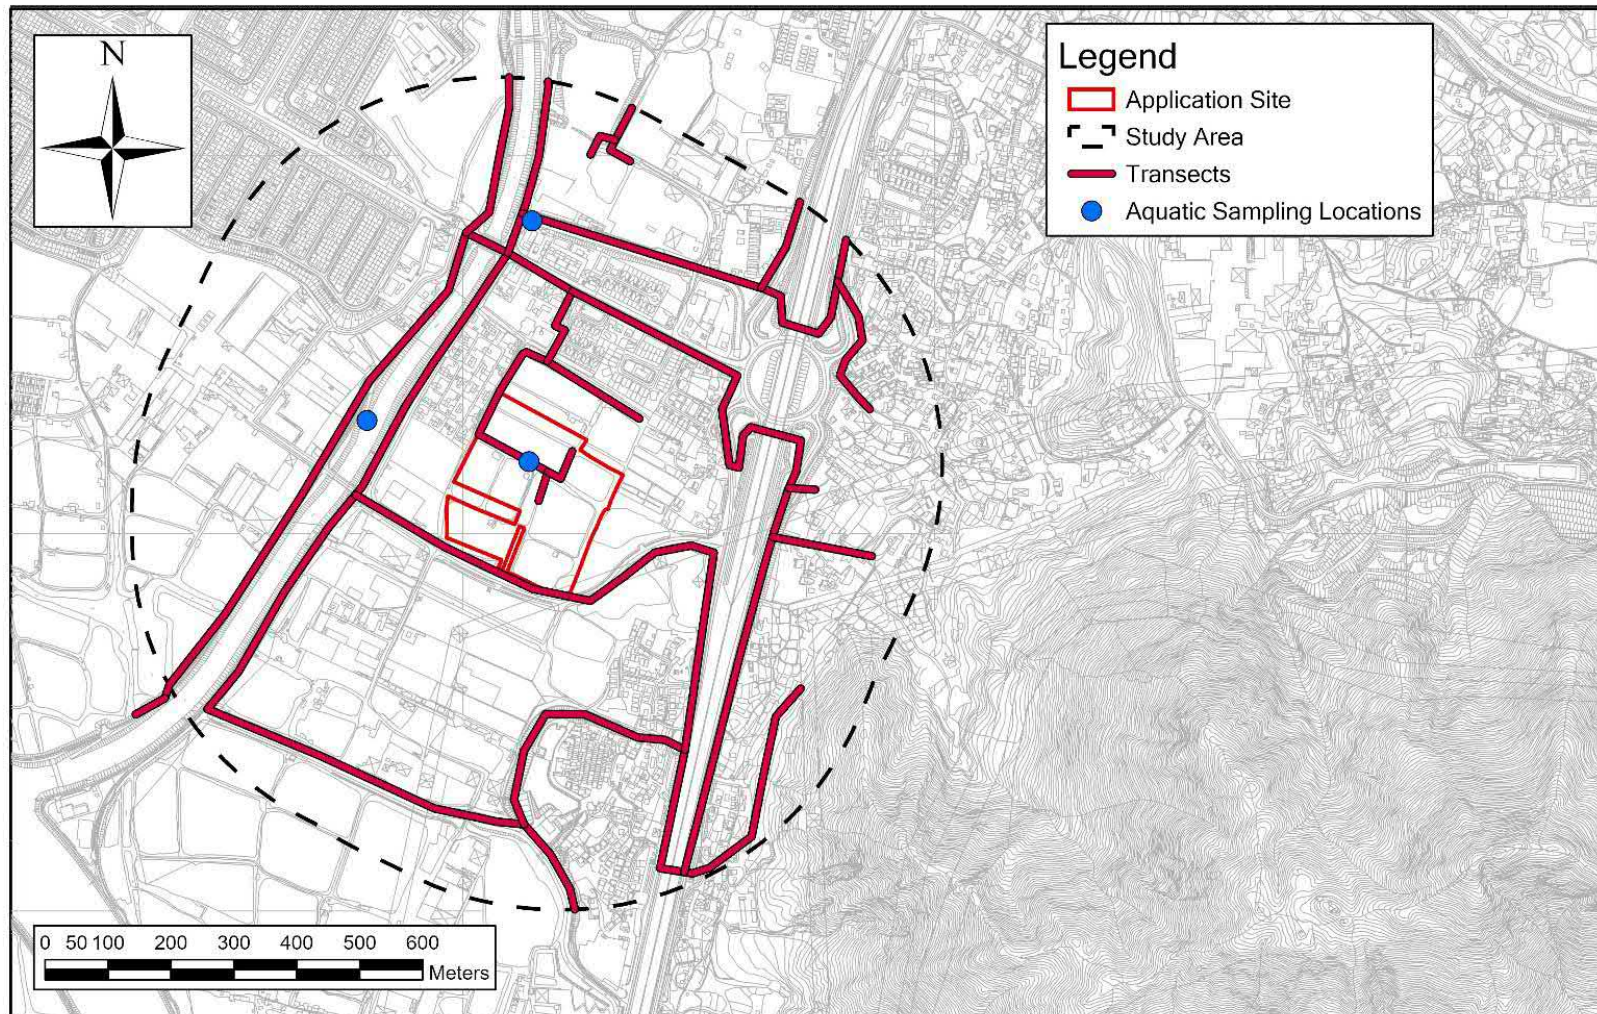 N
Legend
Application Site
Study Area
Transects
Aquatic Sampling Locations
0 50 100 200 300 400 500 600
Meters